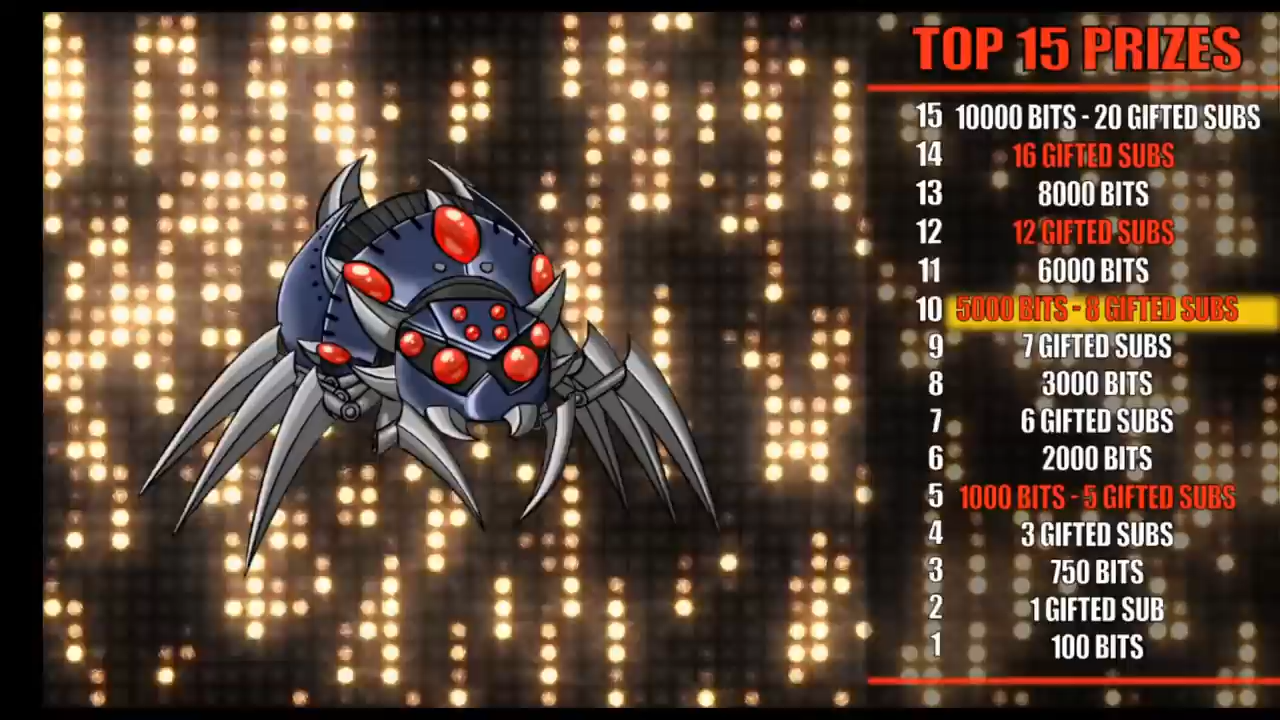 TOP 15 PRIZES
15 10000 BITS - 20 GIFTED SUBS
14 16 GIFTED SUBS
13 8000 BITS
12 12 GIFTED SUBS
11 6000 BITS
10 5000 BITS - 8 GIFTED SUBS
9 7 GIFTED SUBS
8 3000 BITS
7 6 GIFTED SUBS
6 2000 BITS
5 1000 BITS - 5 GIFTED SUBS
4 3 GIFTED SUBS
3 750 BITS
2 1 GIFTED SUB
1 100 BITS